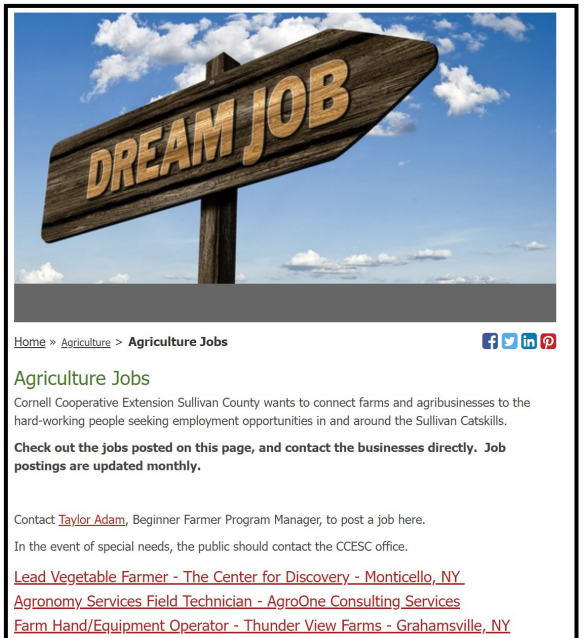 DREAM JOB
Home » Agriculture > Agriculture Jobs
Agriculture Jobs
Cornell Cooperative Extension Sullivan County wants to connect farms and agribusinesses to the
hard-working people seeking employment opportunities in and around the Sullivan Catskills.
Check out the jobs posted on this page, and contact the businesses directly.  Job
postings are updated monthly.
Contact Taylor Adam, Beginner Farmer Program Manager, to post a job here.
In the event of special needs, the public should contact the CCESC office.
Lead Vegetable Farmer - The Center for Discovery - Monticello, NY
Agronomy Services Field Technician - AgroOne Consulting Services
Farm Hand/Equipment Operator - Thunder View Farms - Grahamsville, NY